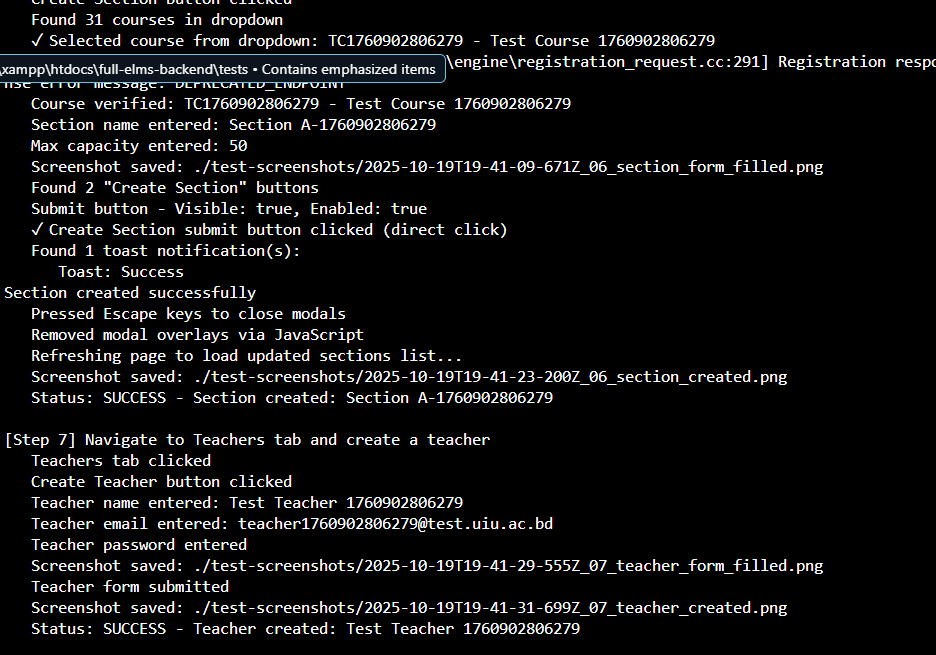 Create Section button clicked
Found 31 courses in dropdown
✓ Selected course from dropdown: TC1760902806279 - Test Course 1760902806279
\xampp\htdocs\full-elms-backend\tests • Contains emphasized items
\engine\registration_request.cc:291] Registration respo
nse error message: DEPRECATED_ENDPOINT
Course verified: TC1760902806279 - Test Course 1760902806279
Section name entered: Section A-1760902806279
Max capacity entered: 50
Screenshot saved: ./test-screenshots/2025-10-19T19-41-09-671Z_06_section_form_filled.png
Found 2 "Create Section" buttons
Submit button - Visible: true, Enabled: true
✓ Create Section submit button clicked (direct click)
Found 1 toast notification(s):
Toast: Success
Section created successfully
Pressed Escape keys to close modals
Removed modal overlays via JavaScript
Refreshing page to load updated sections list...
Screenshot saved: ./test-screenshots/2025-10-19T19-41-23-200Z_06_section_created.png
Status: SUCCESS - Section created: Section A-1760902806279
[Step 7] Navigate to Teachers tab and create a teacher
Teachers tab clicked
Create Teacher button clicked
Teacher name entered: Test Teacher 1760902806279
Teacher email entered: teacher1760902806279@test.uiu.ac.bd
Teacher password entered
Screenshot saved: ./test-screenshots/2025-10-19T19-41-29-555Z_07_teacher_form_filled.png
Teacher form submitted
Screenshot saved: ./test-screenshots/2025-10-19T19-41-31-699Z_07_teacher_created.png
Status: SUCCESS - Teacher created: Test Teacher 1760902806279